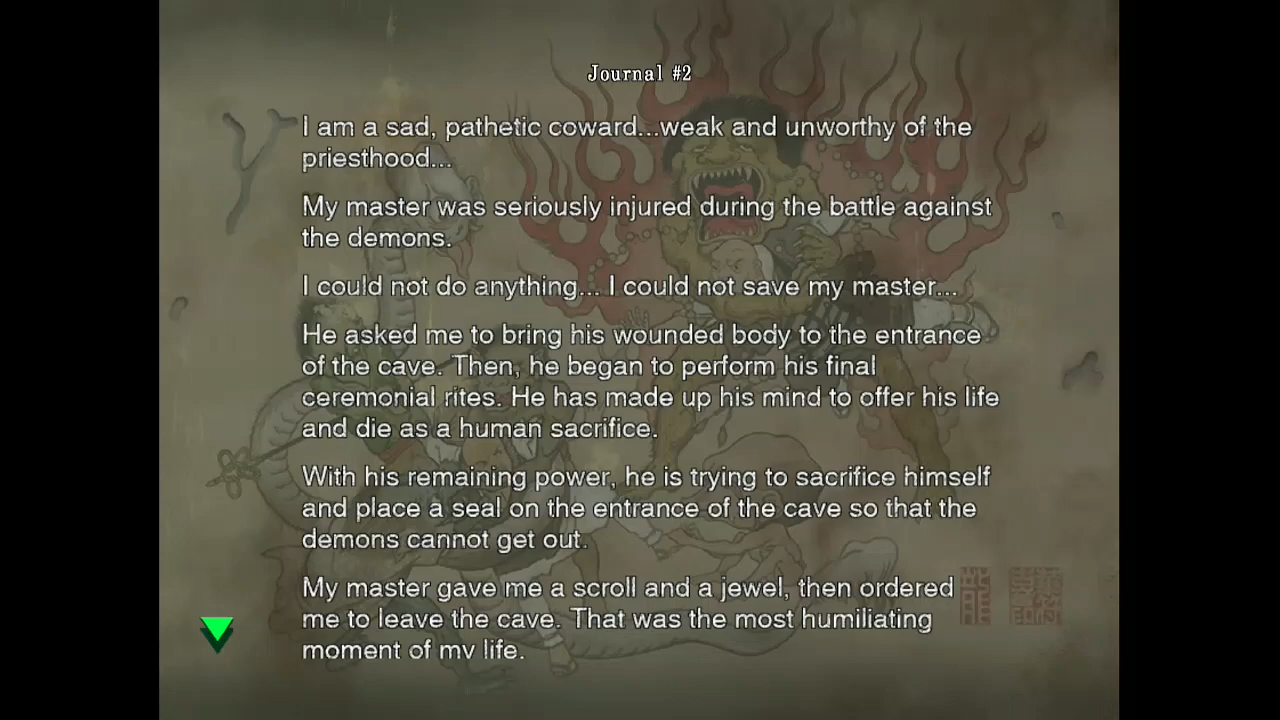 Journal #2
I am a sad, pathetic coward...weak and unworthy of the
priesthood...
My master was seriously injured during the battle against
the demons.
I could not do anything... I could not save my master...
He asked me to bring his wounded body to the entrance
of the cave. Then, he began to perform his final
ceremonial rites. He has made up his mind to offer his life
and die as a human sacrifice.
With his remaining power, he is trying to sacrifice himself
and place a seal on the entrance of the cave so that the
demons cannot get out.
My master gave me a scroll and a jewel, then ordered
me to leave the cave. That was the most humiliating
moment of my life.